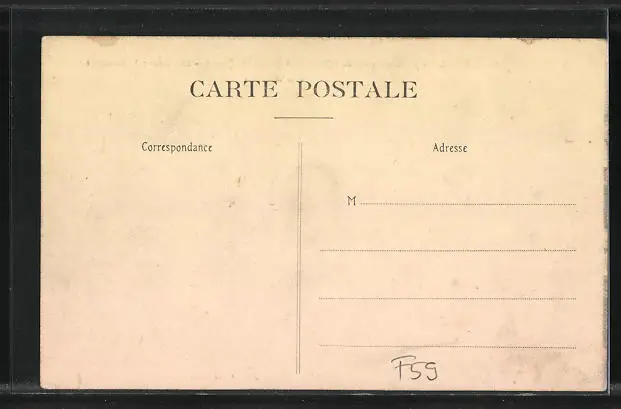 CARTE POSTALE
Correspondance
Adresse
M
F59